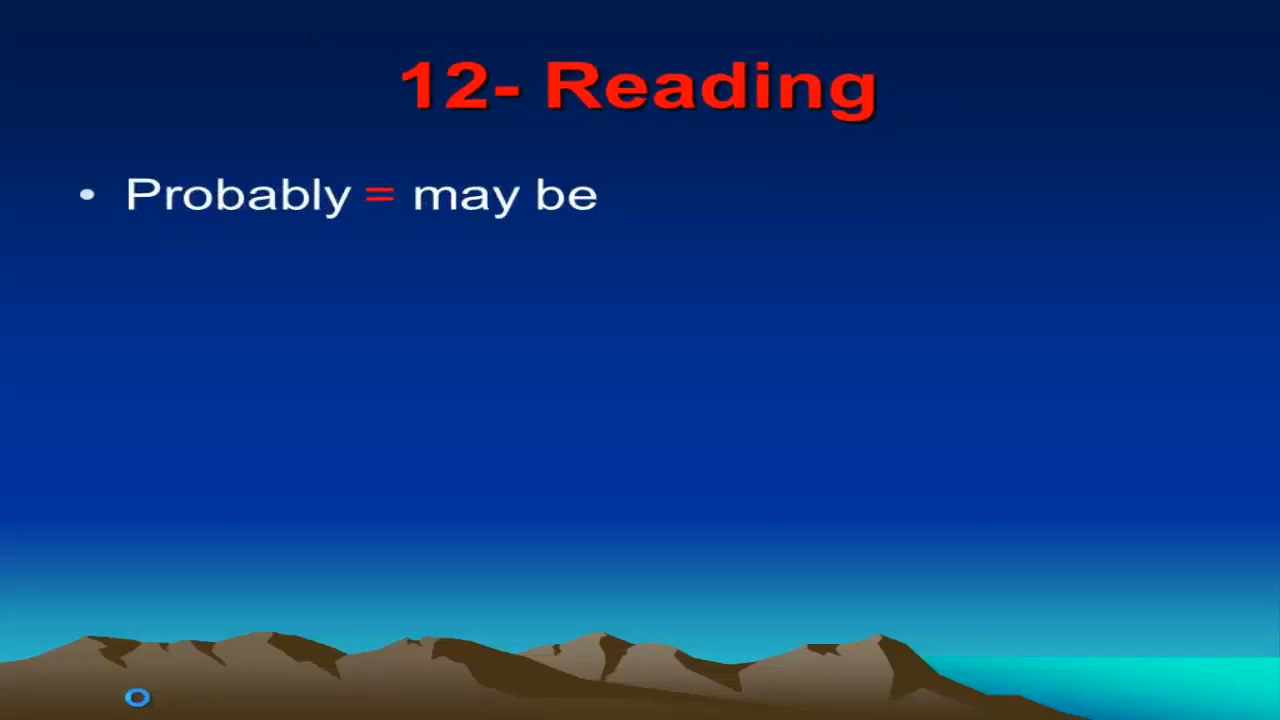 12- Reading
• Probably = may be